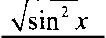 √sin² x